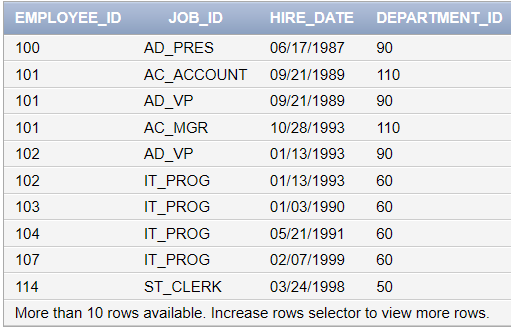 EMPLOYEE_ID JOB_ID HIRE_DATE DEPARTMENT_ID
100 AD_PRES 06/17/1987 90
101 AC_ACCOUNT 09/21/1989 110
101 AD_VP 09/21/1989 90
101 AC_MGR 10/28/1993 110
102 AD_VP 01/13/1993 90
102 IT_PROG 01/13/1993 60
103 IT_PROG 01/03/1990 60
104 IT_PROG 05/21/1991 60
107 IT_PROG 02/07/1999 60
114 ST_CLERK 03/24/1998 50
More than 10 rows available. Increase rows selector to view more rows.